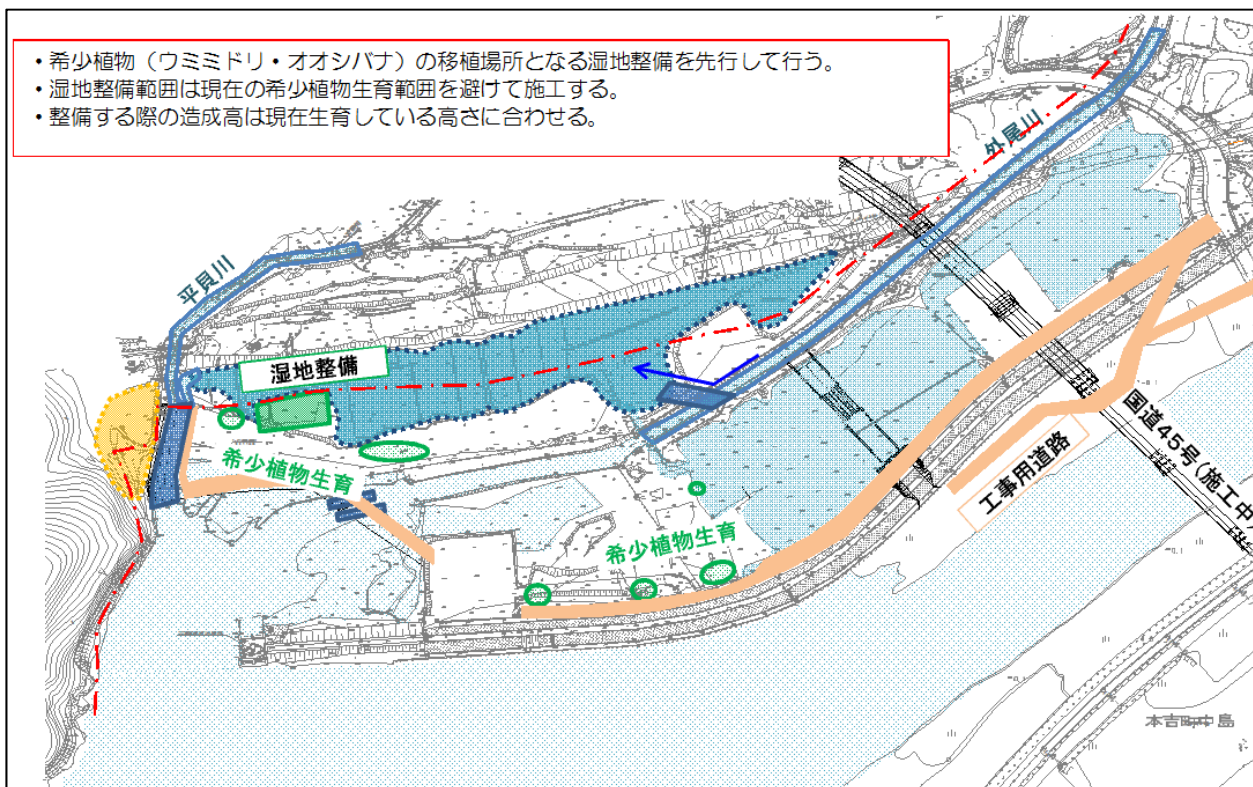 ・希少植物（ウミミドリ・オオシバナ）の移植場所となる湿地整備を先行して行う。
・湿地整備範囲は現在の希少植物生育範囲を避けて施工する。
・整備する際の造成高は現在生育している高さに合わせる。
外尾川
平貝川
湿地整備
希少植物生育
国道45号（施工中
工事用道路
希少植物生育
本吉町中島